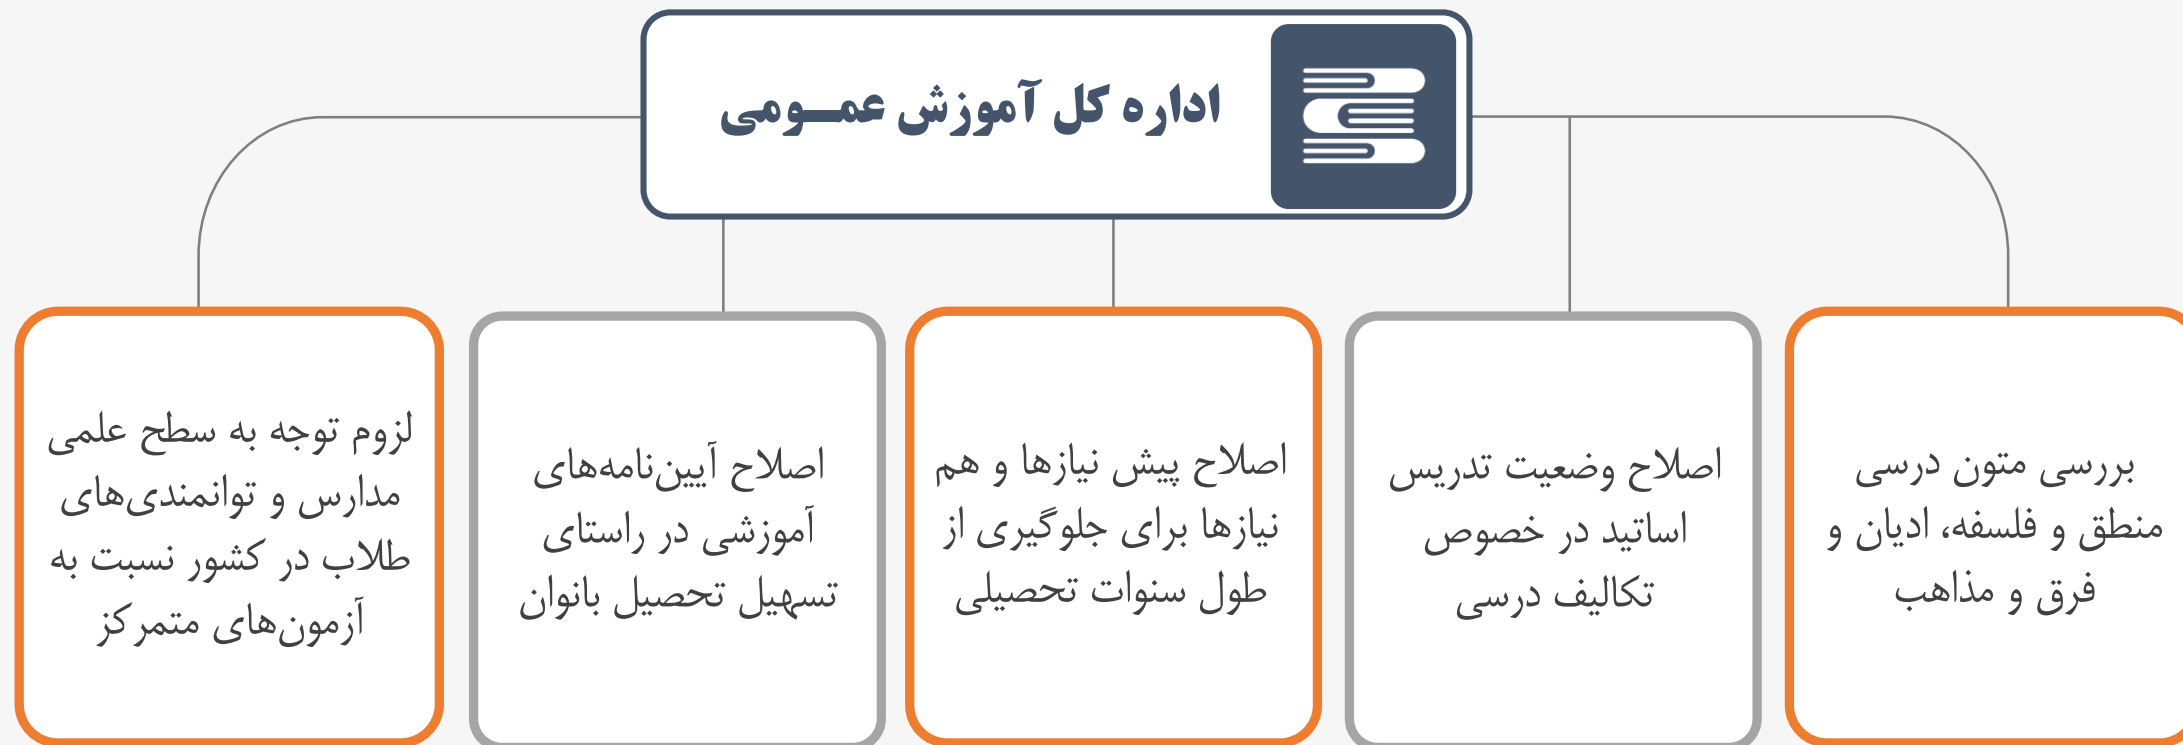 اداره کل آموزش عمـــومی
بررسی متون درسی
منطق و فلسفه، ادیان و
فرق و مذاهب
اصلاح وضعیت تدریس
اساتید در خصوص
تکالیف درسی
اصلاح پیش نیازها و هم
نیازها برای جلوگیری از
طول سنوات تحصیلی
اصلاح آیین‌نامه‌های
آموزشی در راستای
تسهیل تحصیل بانوان
لزوم توجه به سطح علمی
مدارس و توانمندی‌های
طلاب در کشور نسبت به
آزمون‌های متمرکز